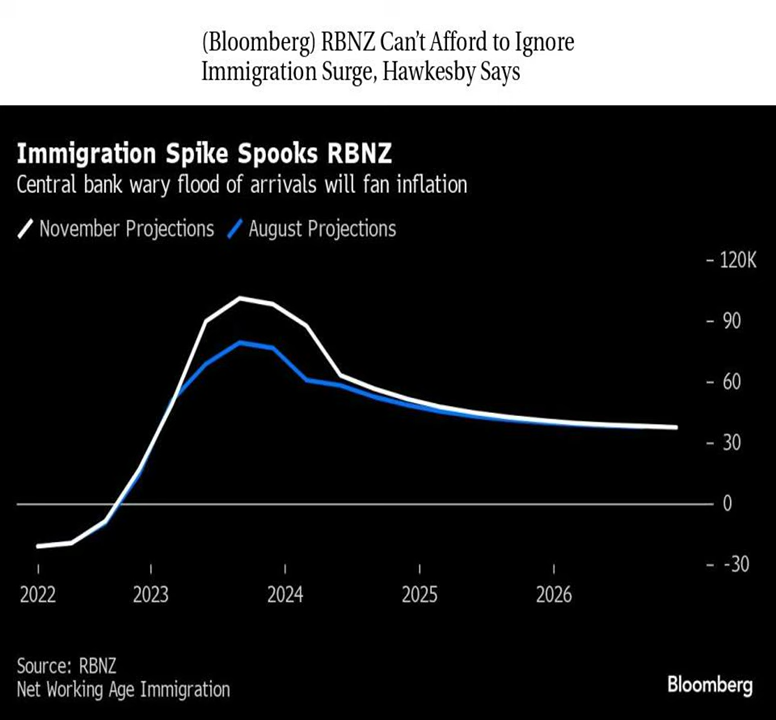 (Bloomberg) RBNZ Can’t Afford to Ignore
Immigration Surge, Hawkesby Says
Immigration Spike Spooks RBNZ
Central bank wary flood of arrivals will fan inflation
November Projections August Projections
120K
90
60
30
0
-30
2022 2023 2024 2025 2026
Source: RBNZ
Net Working Age Immigration
Bloomberg